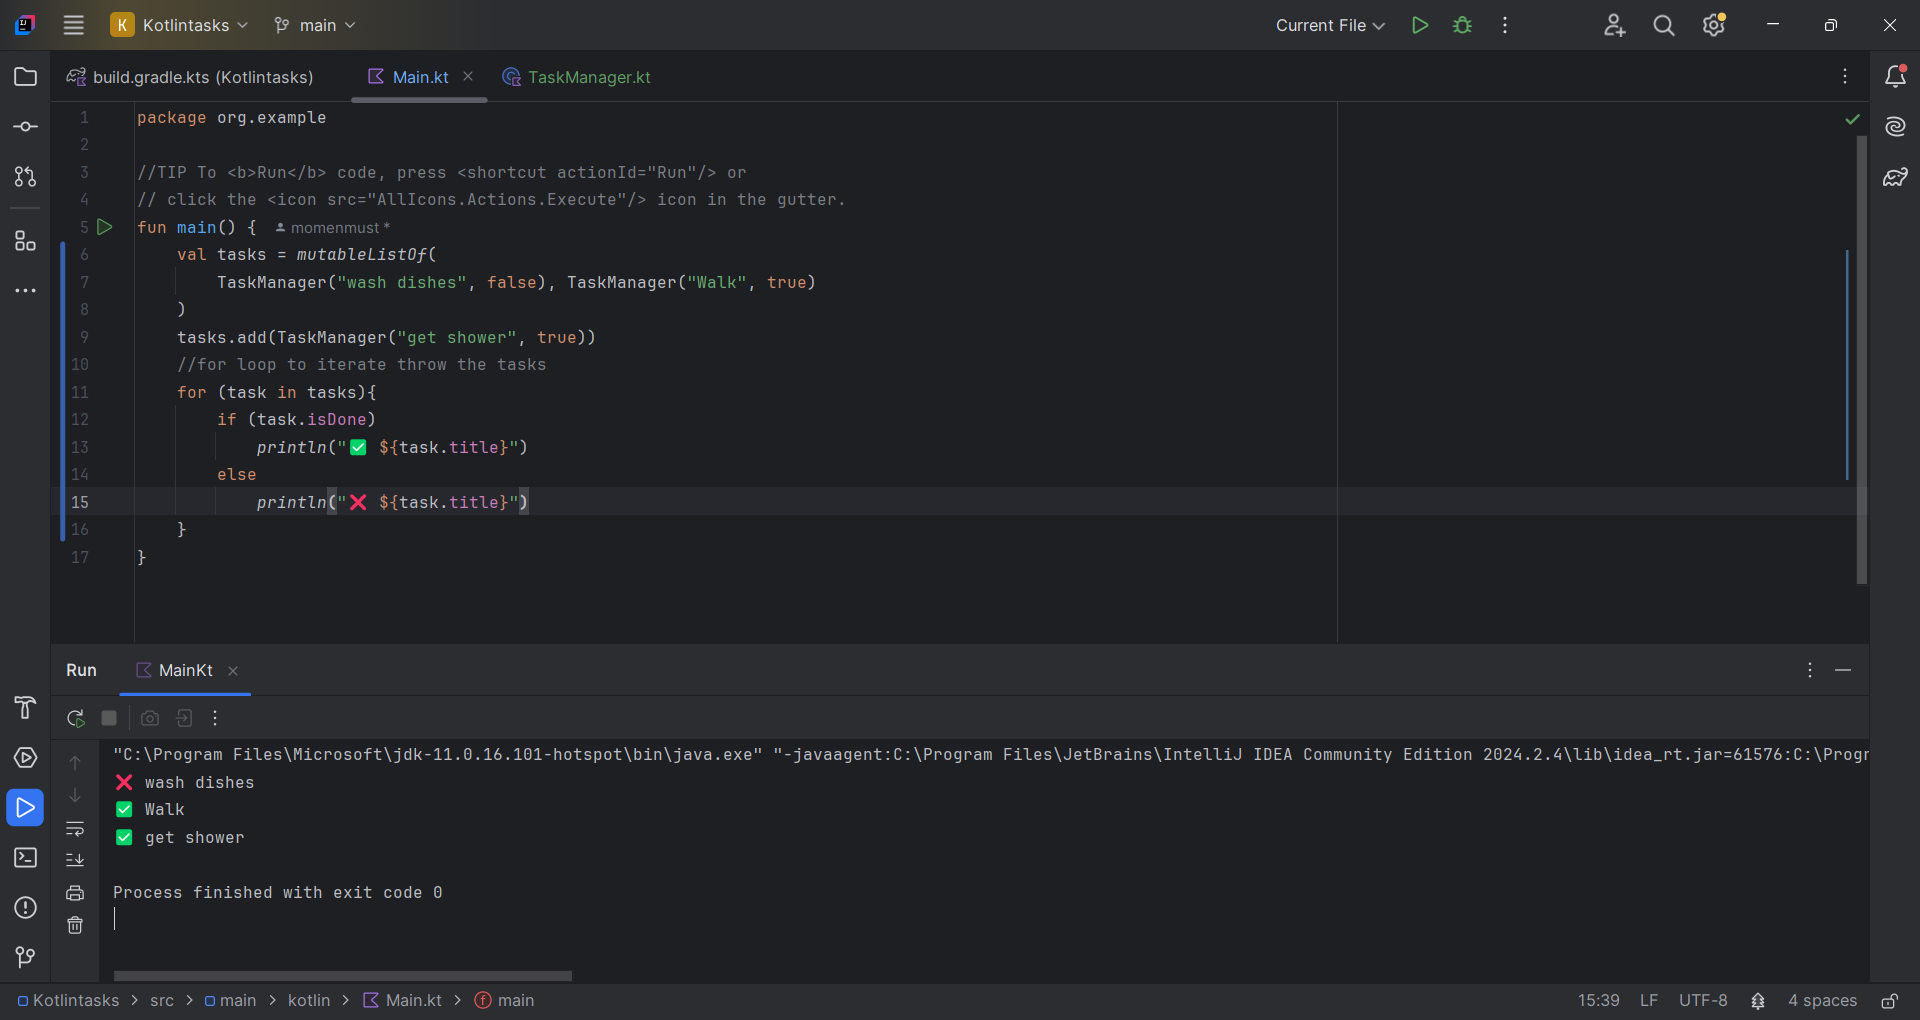 K Kotlintasks main Current File
build.gradle.kts (Kotlintasks) Main.kt TaskManager.kt
1 package org.example
2
3 //TIP To <b>Run</b> code, press <shortcut actionId="Run"/> or
4 // click the <icon src="AllIcons.Actions.Execute"/> icon in the gutter.
5 fun main() { momenmust *
6 val tasks = mutableListOf(
7 TaskManager("wash dishes", false), TaskManager("Walk", true)
8 )
9 tasks.add(TaskManager("get shower", true))
10 //for loop to iterate throw the tasks
11 for (task in tasks){
12 if (task.isDone)
13 println("✅ ${task.title}")
14 else
15 println("❌ ${task.title}")
16 }
17 }
Run MainKt
"C:\Program Files\Microsoft\jdk-11.0.16.101-hotspot\bin\java.exe" "-javaagent:C:\Program Files\JetBrains\IntelliJ IDEA Community Edition 2024.2.4\lib\idea_rt.jar=61576:C:\Progr
❌ wash dishes
✅ Walk
✅ get shower
Process finished with exit code 0
Kotlintasks > src > main > kotlin > Main.kt > main 15:39 LF UTF-8 4 spaces